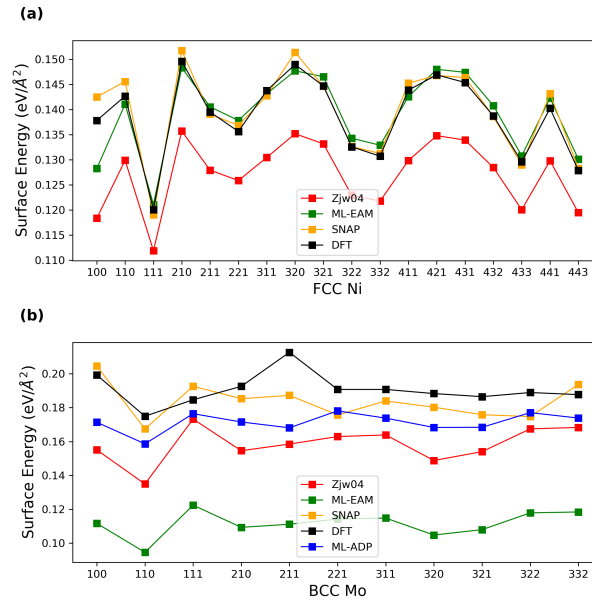 (a)
Surface Energy (eV/Å²)
0.150
0.145
0.140
0.135
0.130
0.125
0.120
0.115
0.110
Zjw04
ML-EAM
SNAP
DFT
100 110 111 210 211 221 311 320 321 322 332 411 421 431 432 433 441 443
FCC Ni
(b)
Surface Energy (eV/Å²)
0.20
0.18
0.16
0.14
0.12
0.10
Zjw04
ML-EAM
SNAP
DFT
ML-ADP
100 110 111 210 211 221 311 320 321 322 332
BCC Mo